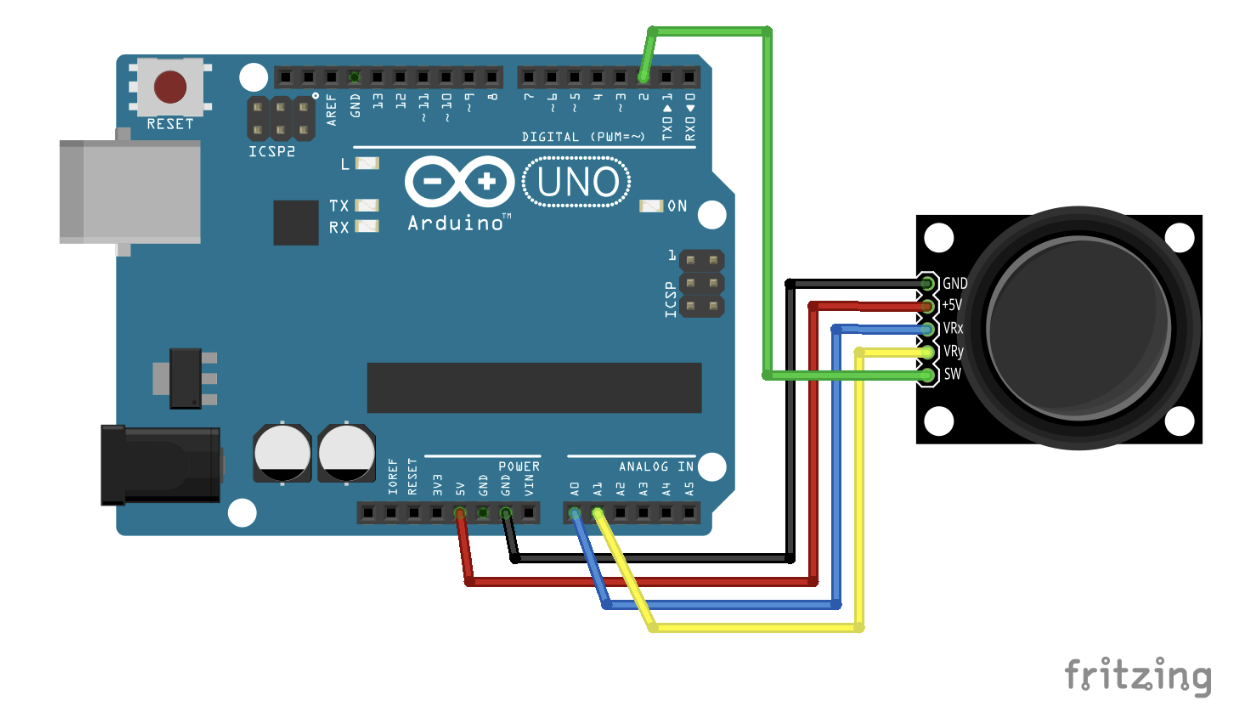 RESET
ICSP2
AREF
GND
13
12
~11
~10
~9
8
7
~6
~5
4
~3
2
TX0▶1
RX0◀0
DIGITAL (PWM=~)
L
TX
RX
UNO
Arduino™
ON
1
ICSP
GND
+5V
VRx
VRy
SW
POWER
ANALOG IN
IOREF
RESET
3V3
5V
GND
GND
VIN
A0
A1
A2
A3
A4
A5
fritzing